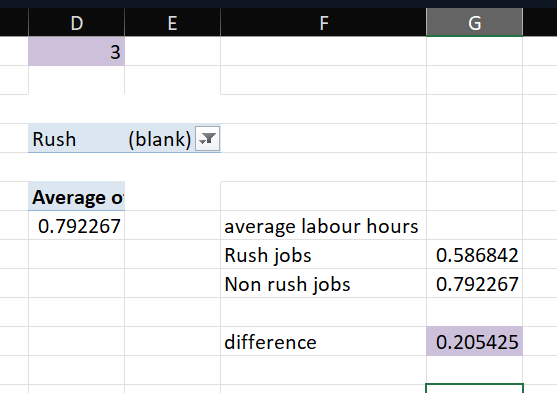 D E F G
3
Rush (blank)
Average o
0.792267 average labour hours
Rush jobs 0.586842
Non rush jobs 0.792267
difference 0.205425